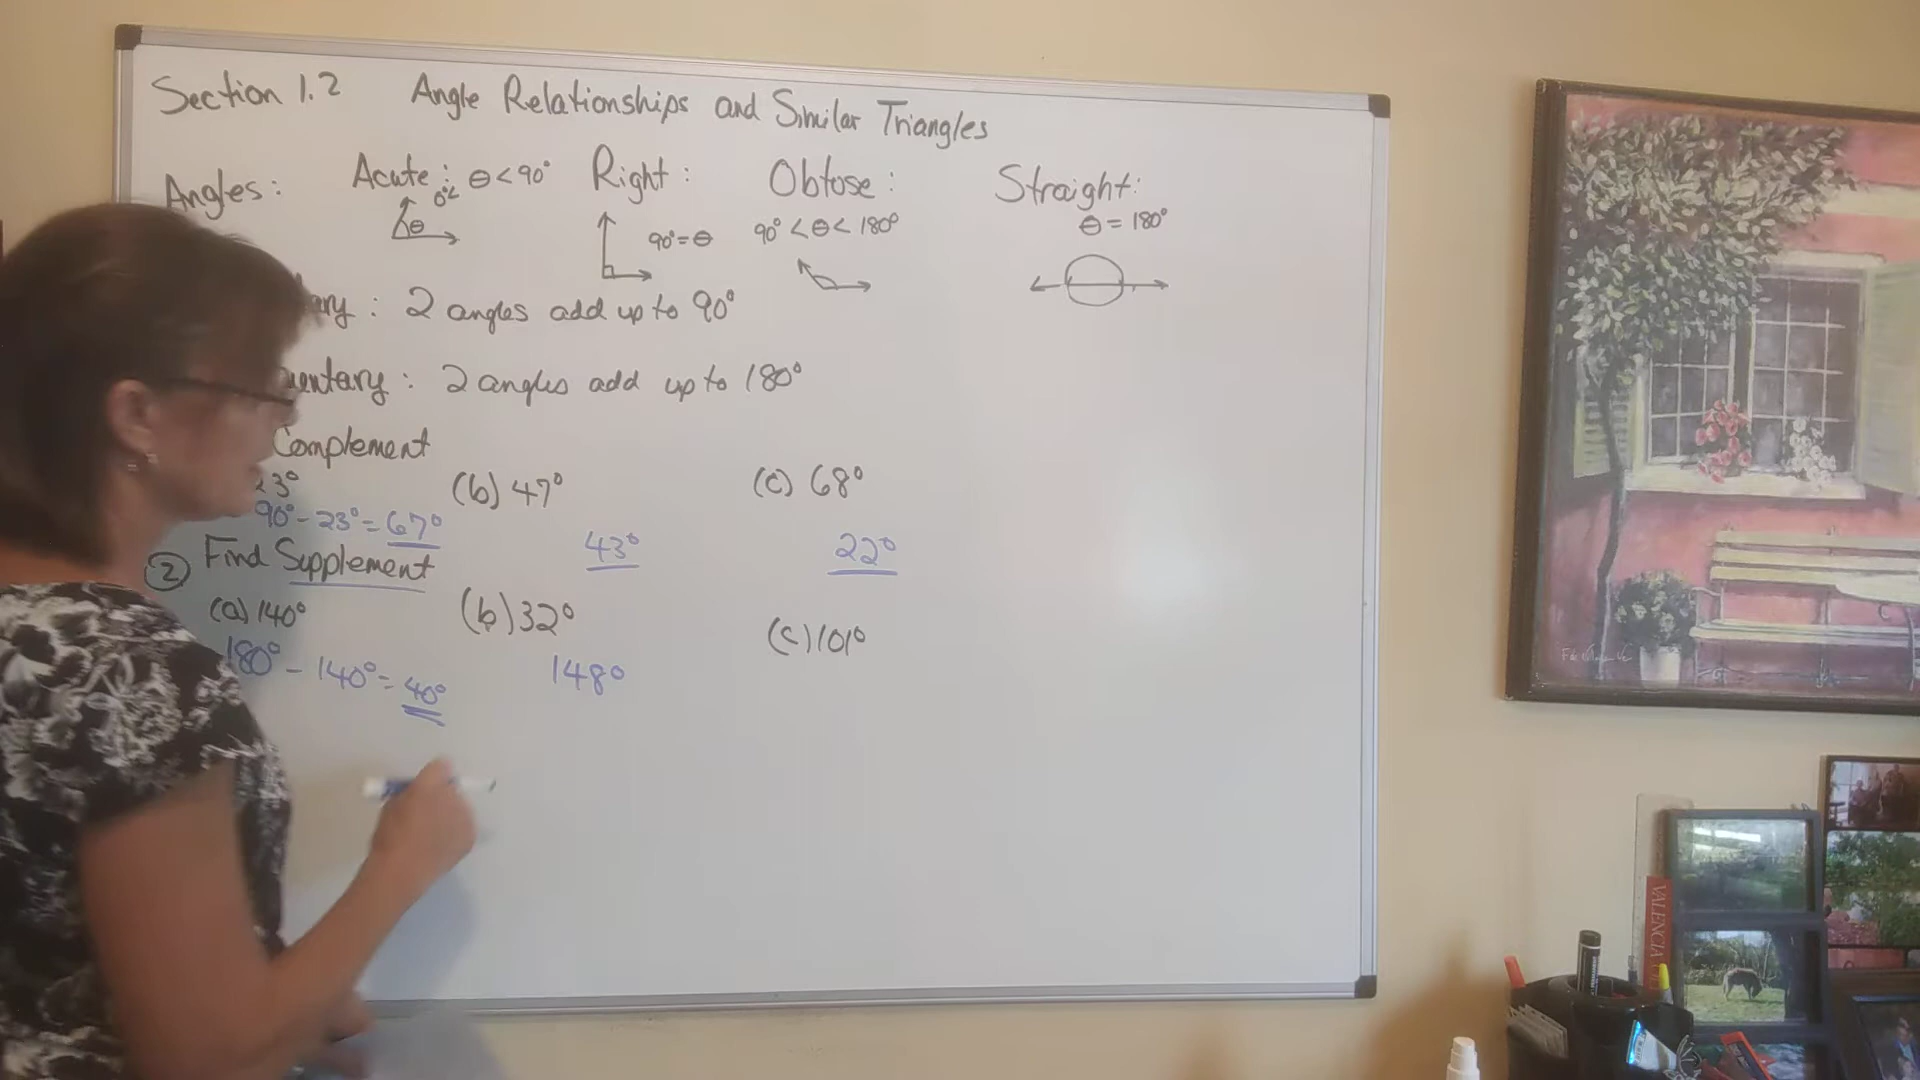 Section 1.2 Angle Relationships and Similar Triangles
Angles: Acute: θ < 90° Right: Obtuse: Straight:
0°<
θ 90° = θ 90° < θ < 180° θ = 180°
ary: 2 angles add up to 90°
mentary: 2 angles add up to 180°
Complement
23° (b) 47° (c) 68°
90° - 23° = 67° 43° 22°
② Find Supplement
(a) 140° (b) 32° (c) 101°
180° - 140° = 40° 148°
VALENCIA